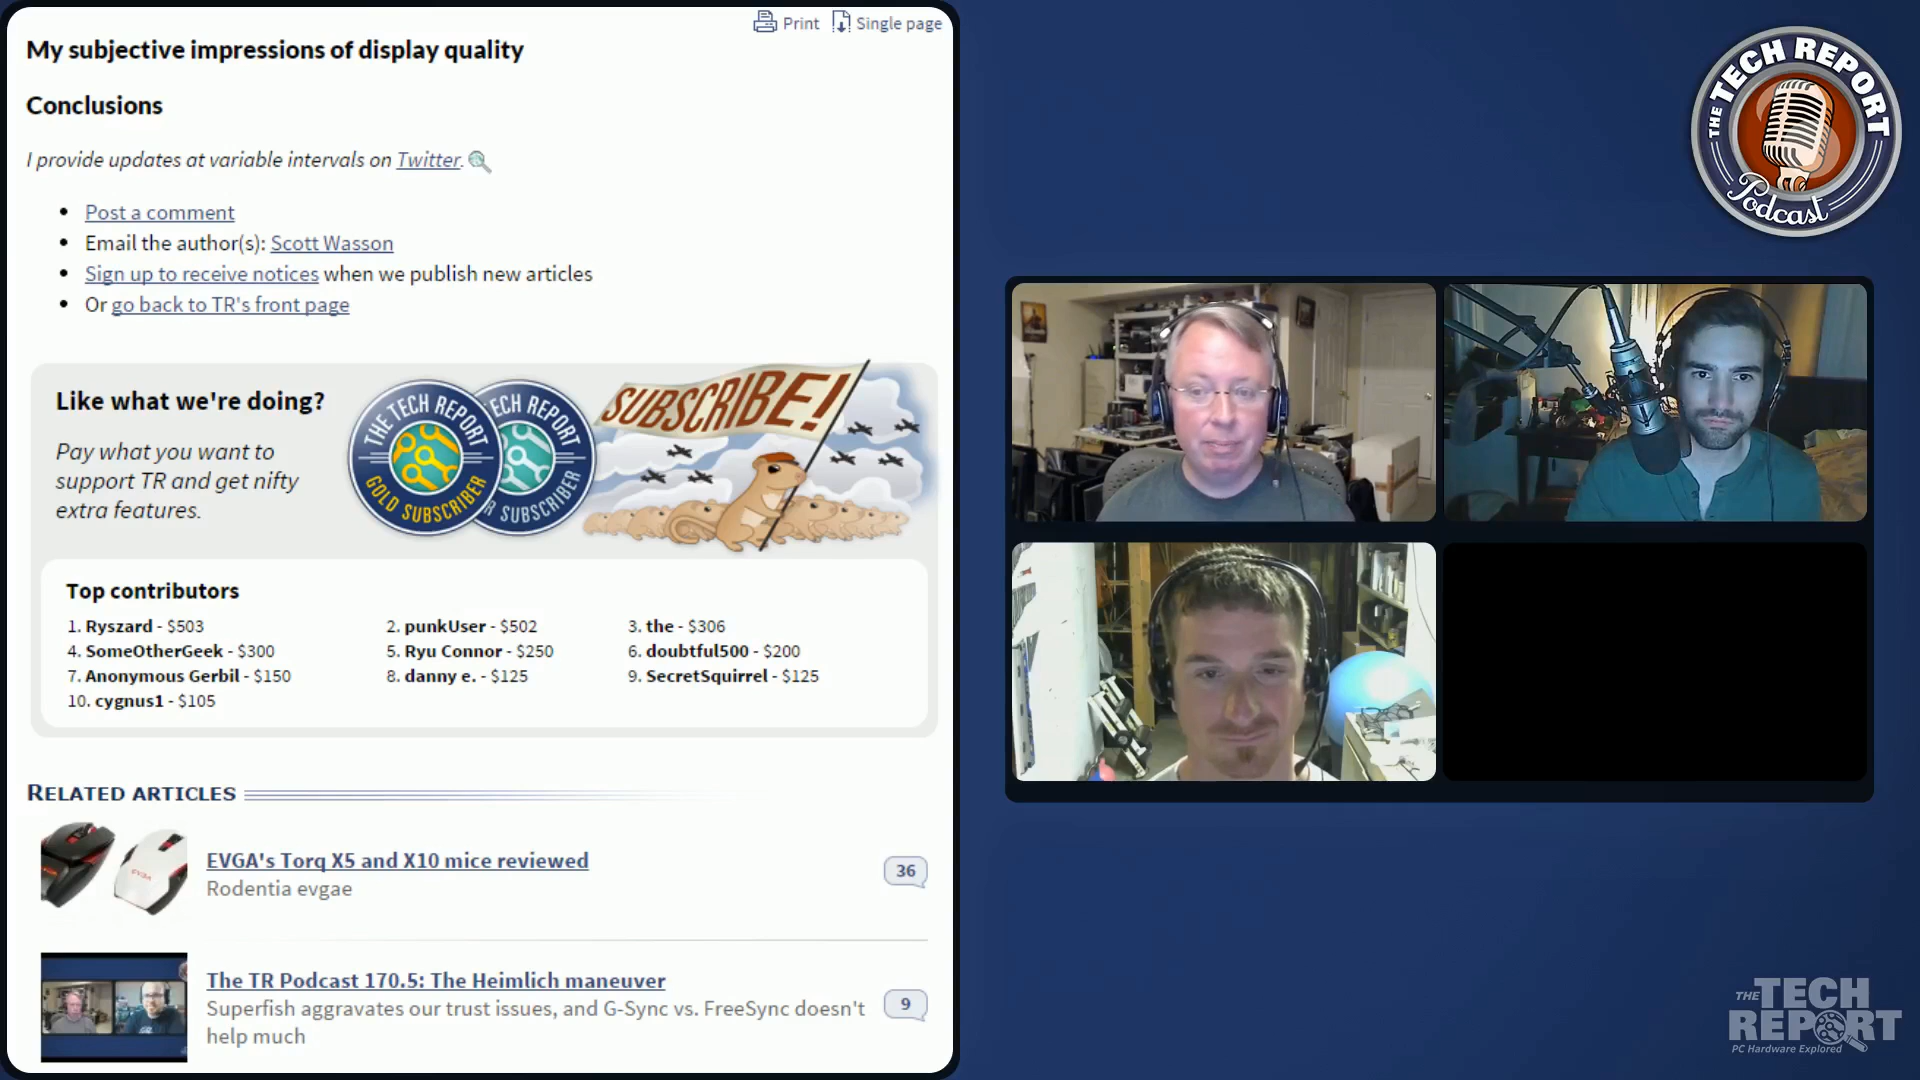 Print Single page
My subjective impressions of display quality
Conclusions
I provide updates at variable intervals on Twitter.
Post a comment
Email the author(s): Scott Wasson
Sign up to receive notices when we publish new articles
Or go back to TR's front page
Like what we're doing?
Pay what you want to
support TR and get nifty
extra features.
THE TECH REPORT
GOLD SUBSCRIBER
TECH REPORT
R SUBSCRIBER
SUBSCRIBE!
Top contributors
1. Ryszard - $503
2. punkUser - $502
3. the - $306
4. SomeOtherGeek - $300
5. Ryu Connor - $250
6. doubtful500 - $200
7. Anonymous Gerbil - $150
8. danny e. - $125
9. SecretSquirrel - $125
10. cygnus1 - $105
RELATED ARTICLES
EVGA's Torq X5 and X10 mice reviewed
Rodentia evgae
36
The TR Podcast 170.5: The Heimlich maneuver
Superfish aggravates our trust issues, and G-Sync vs. FreeSync doesn't
help much
9
THE TECH REPORT
Podcast
THE TECH
REPORT
PC Hardware Explored